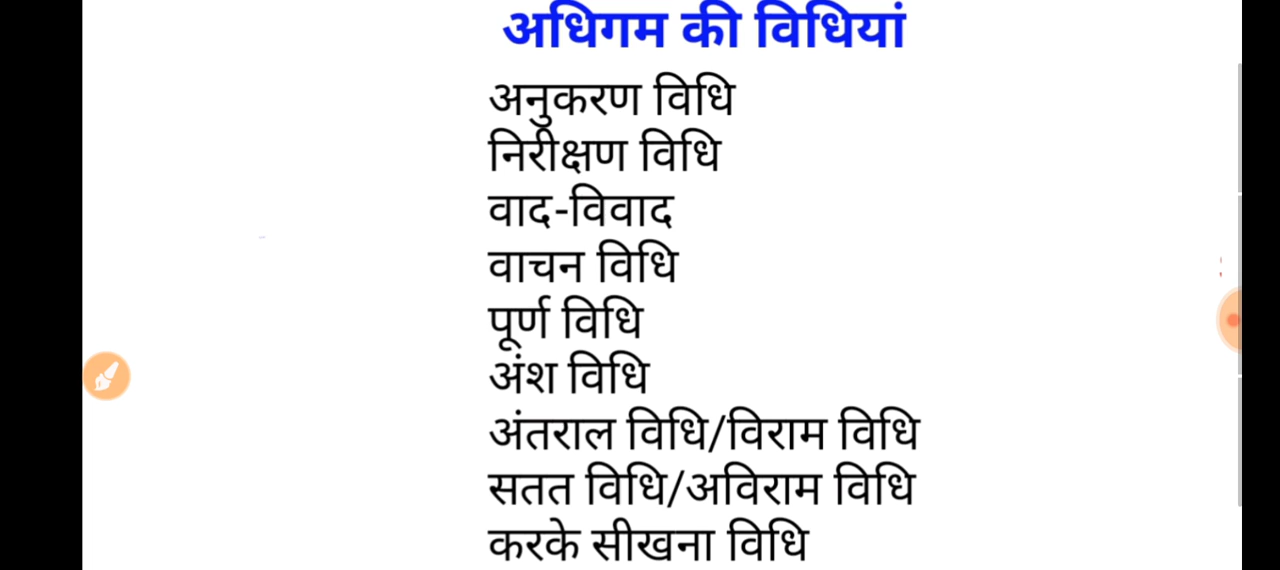 अधिगम की विधियां
अनुकरण विधि
निरीक्षण विधि
वाद-विवाद
वाचन विधि
पूर्ण विधि
अंश विधि
अंतराल विधि/विराम विधि
सतत विधि/अविराम विधि
करके सीखना विधि